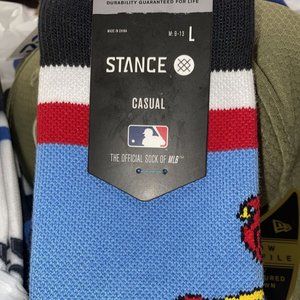 DURABILITY GUARANTEED FOR LIFE
MADE IN CHINA
M: 9-13 L
STANCE
CASUAL
THE OFFICIAL SOCK OF MLB